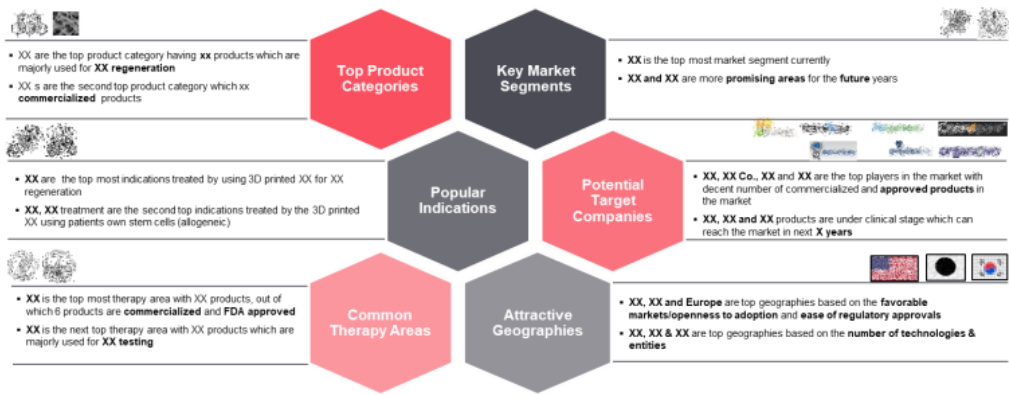 XX are the top product category having xx products which are
majorly used for XX regeneration
XX s are the second top product category which xx
commercialized products
Top Product
Categories
Key Market
Segments
XX is the top most market segment currently
XX and XX are more promising areas for the future years
XX are the top most indications treated by using 3D printed XX for XX
regeneration
XX, XX treatment are the second top indications treated by the 3D printed
XX using patients own stem cells (allogeneic)
Popular
Indications
Potential
Target
Companies
XX, XX Co., XX and XX are the top players in the market with
decent number of commercialized and approved products in
the market
XX, XX and XX products are under clinical stage which can
reach the market in next X years
XX is the top most therapy area with XX products, out of
which 6 products are commercialized and FDA approved
XX is the next top therapy area with XX products which are
majorly used for XX testing
Common
Therapy Areas
Attractive
Geographies
XX, XX and Europe are top geographies based on the favorable
markets/openness to adoption and ease of regulatory approvals
XX, XX & XX are top geographies based on the number of technologies &
entities